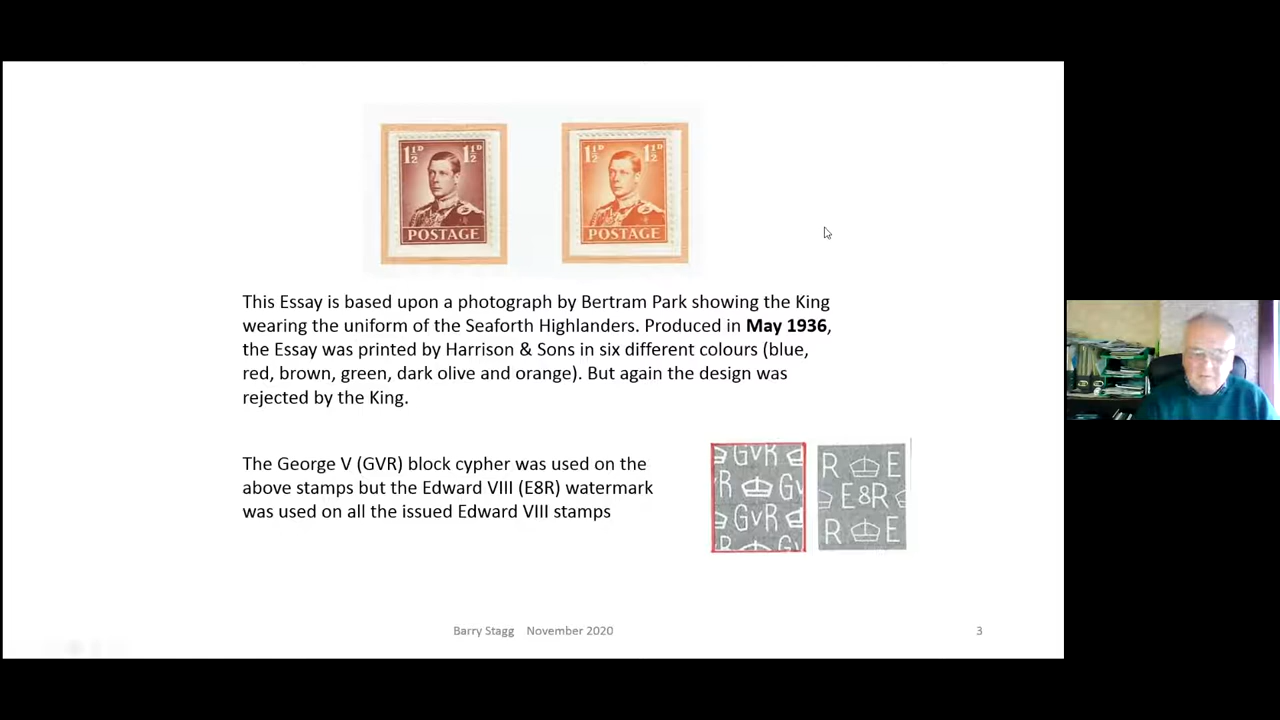 1½D 1½D
POSTAGE
1½D 1½D
POSTAGE
This Essay is based upon a photograph by Bertram Park showing the King
wearing the uniform of the Seaforth Highlanders. Produced in May 1936,
the Essay was printed by Harrison & Sons in six different colours (blue,
red, brown, green, dark olive and orange). But again the design was
rejected by the King.
The George V (GVR) block cypher was used on the
above stamps but the Edward VIII (E8R) watermark
was used on all the issued Edward VIII stamps
GVR
R GV
GVR
R G
R E
E8R
R E
Barry Stagg November 2020
3